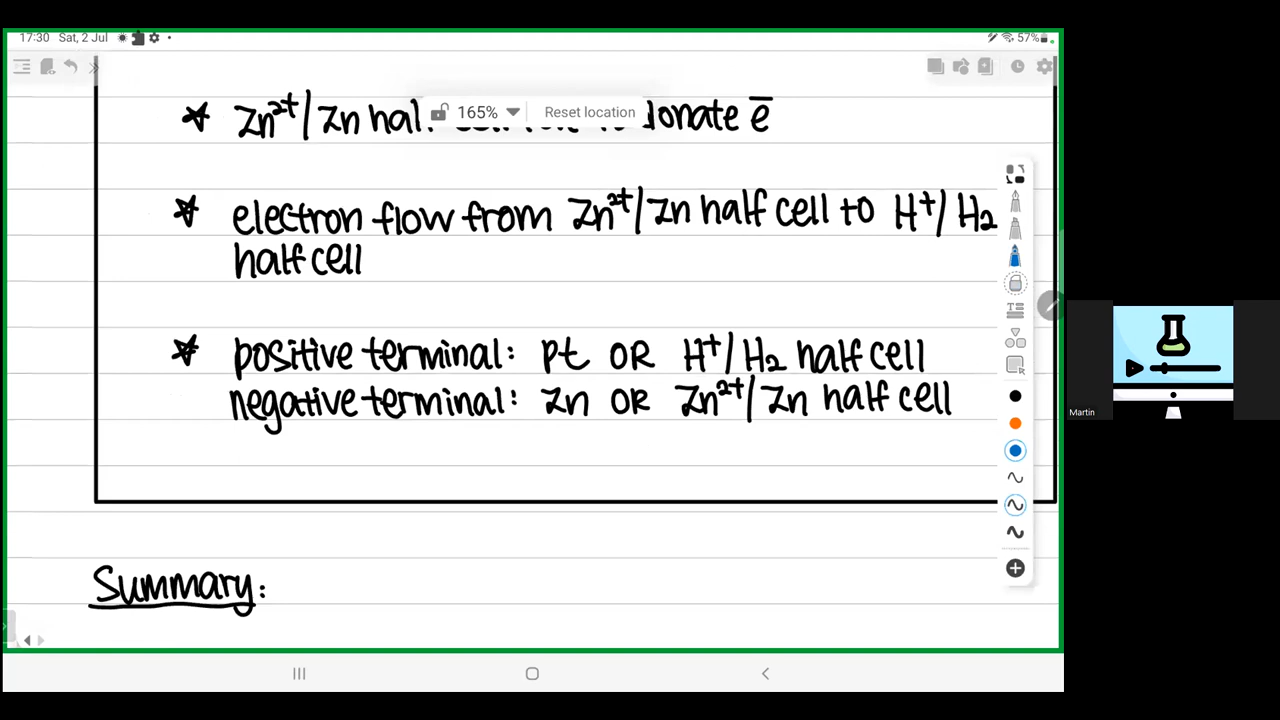 17:30 Sat, 2 Jul
57%
165% Reset location
☆ Zn²⁺/Zn donate e̅
☆ electron flow from Zn²⁺/Zn half cell to H⁺/H₂
half cell
☆ positive terminal: Pt OR H⁺/H₂ half cell
negative terminal: Zn OR Zn²⁺/Zn half cell
Summary:
Martin